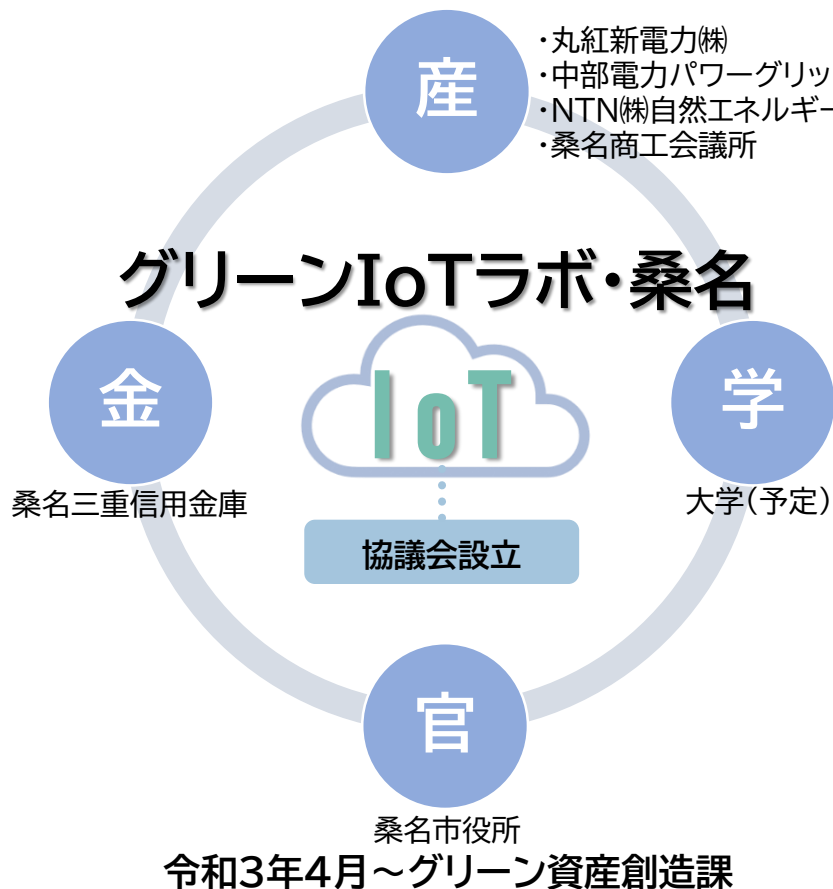 産
・丸紅新電力㈱
・中部電力パワーグリッ
・NTN㈱自然エネルギー
・桑名商工会議所
グリーンIoTラボ・桑名
金
IoT
学
桑名三重信用金庫
大学(予定)
協議会設立
官
桑名市役所
令和3年4月～グリーン資産創造課